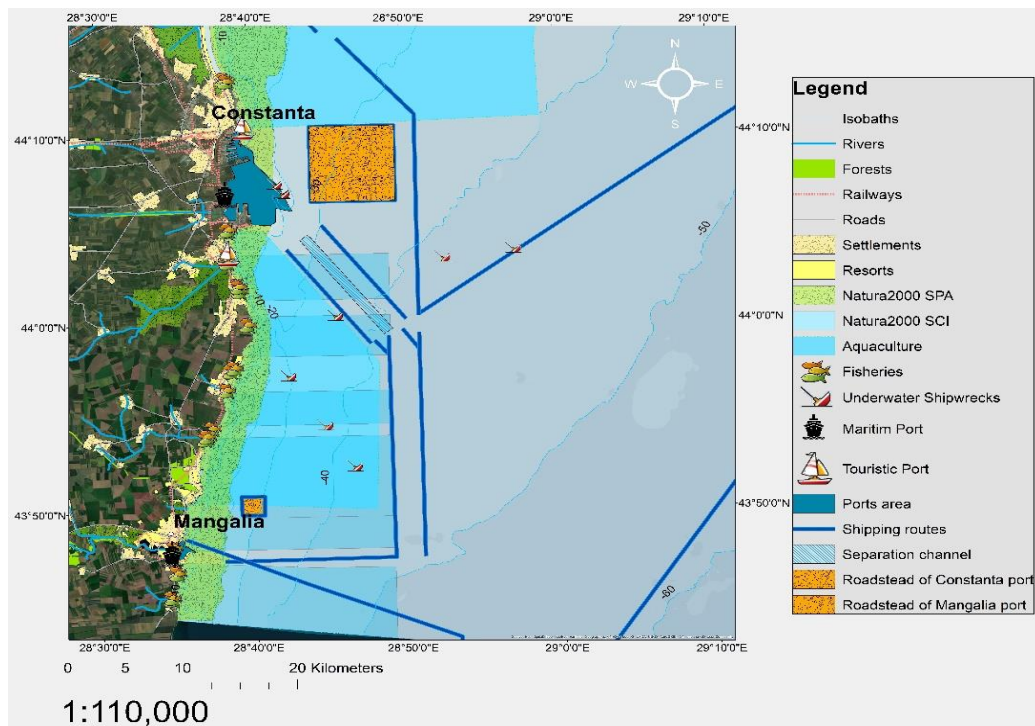 28°30'0"E 28°40'0"E 28°50'0"E 29°0'0"E 29°10'0"E
-10
N
W E
S
Constanta
44°10'0"N 44°10'0"N
-30
-50
-10
-20
44°0'0"N 44°0'0"N
-40
43°50'0"N 43°50'0"N
Mangalia
-60
28°30'0"E 28°40'0"E 28°50'0"E 29°0'0"E 29°10'0"E
0 5 10 20 Kilometers
1:110,000
Legend
Isobaths
Rivers
Forests
Railways
Roads
Settlements
Resorts
Natura2000 SPA
Natura2000 SCI
Aquaculture
Fisheries
Underwater Shipwrecks
Maritim Port
Touristic Port
Ports area
Shipping routes
Separation channel
Roadstead of Constanta port
Roadstead of Mangalia port